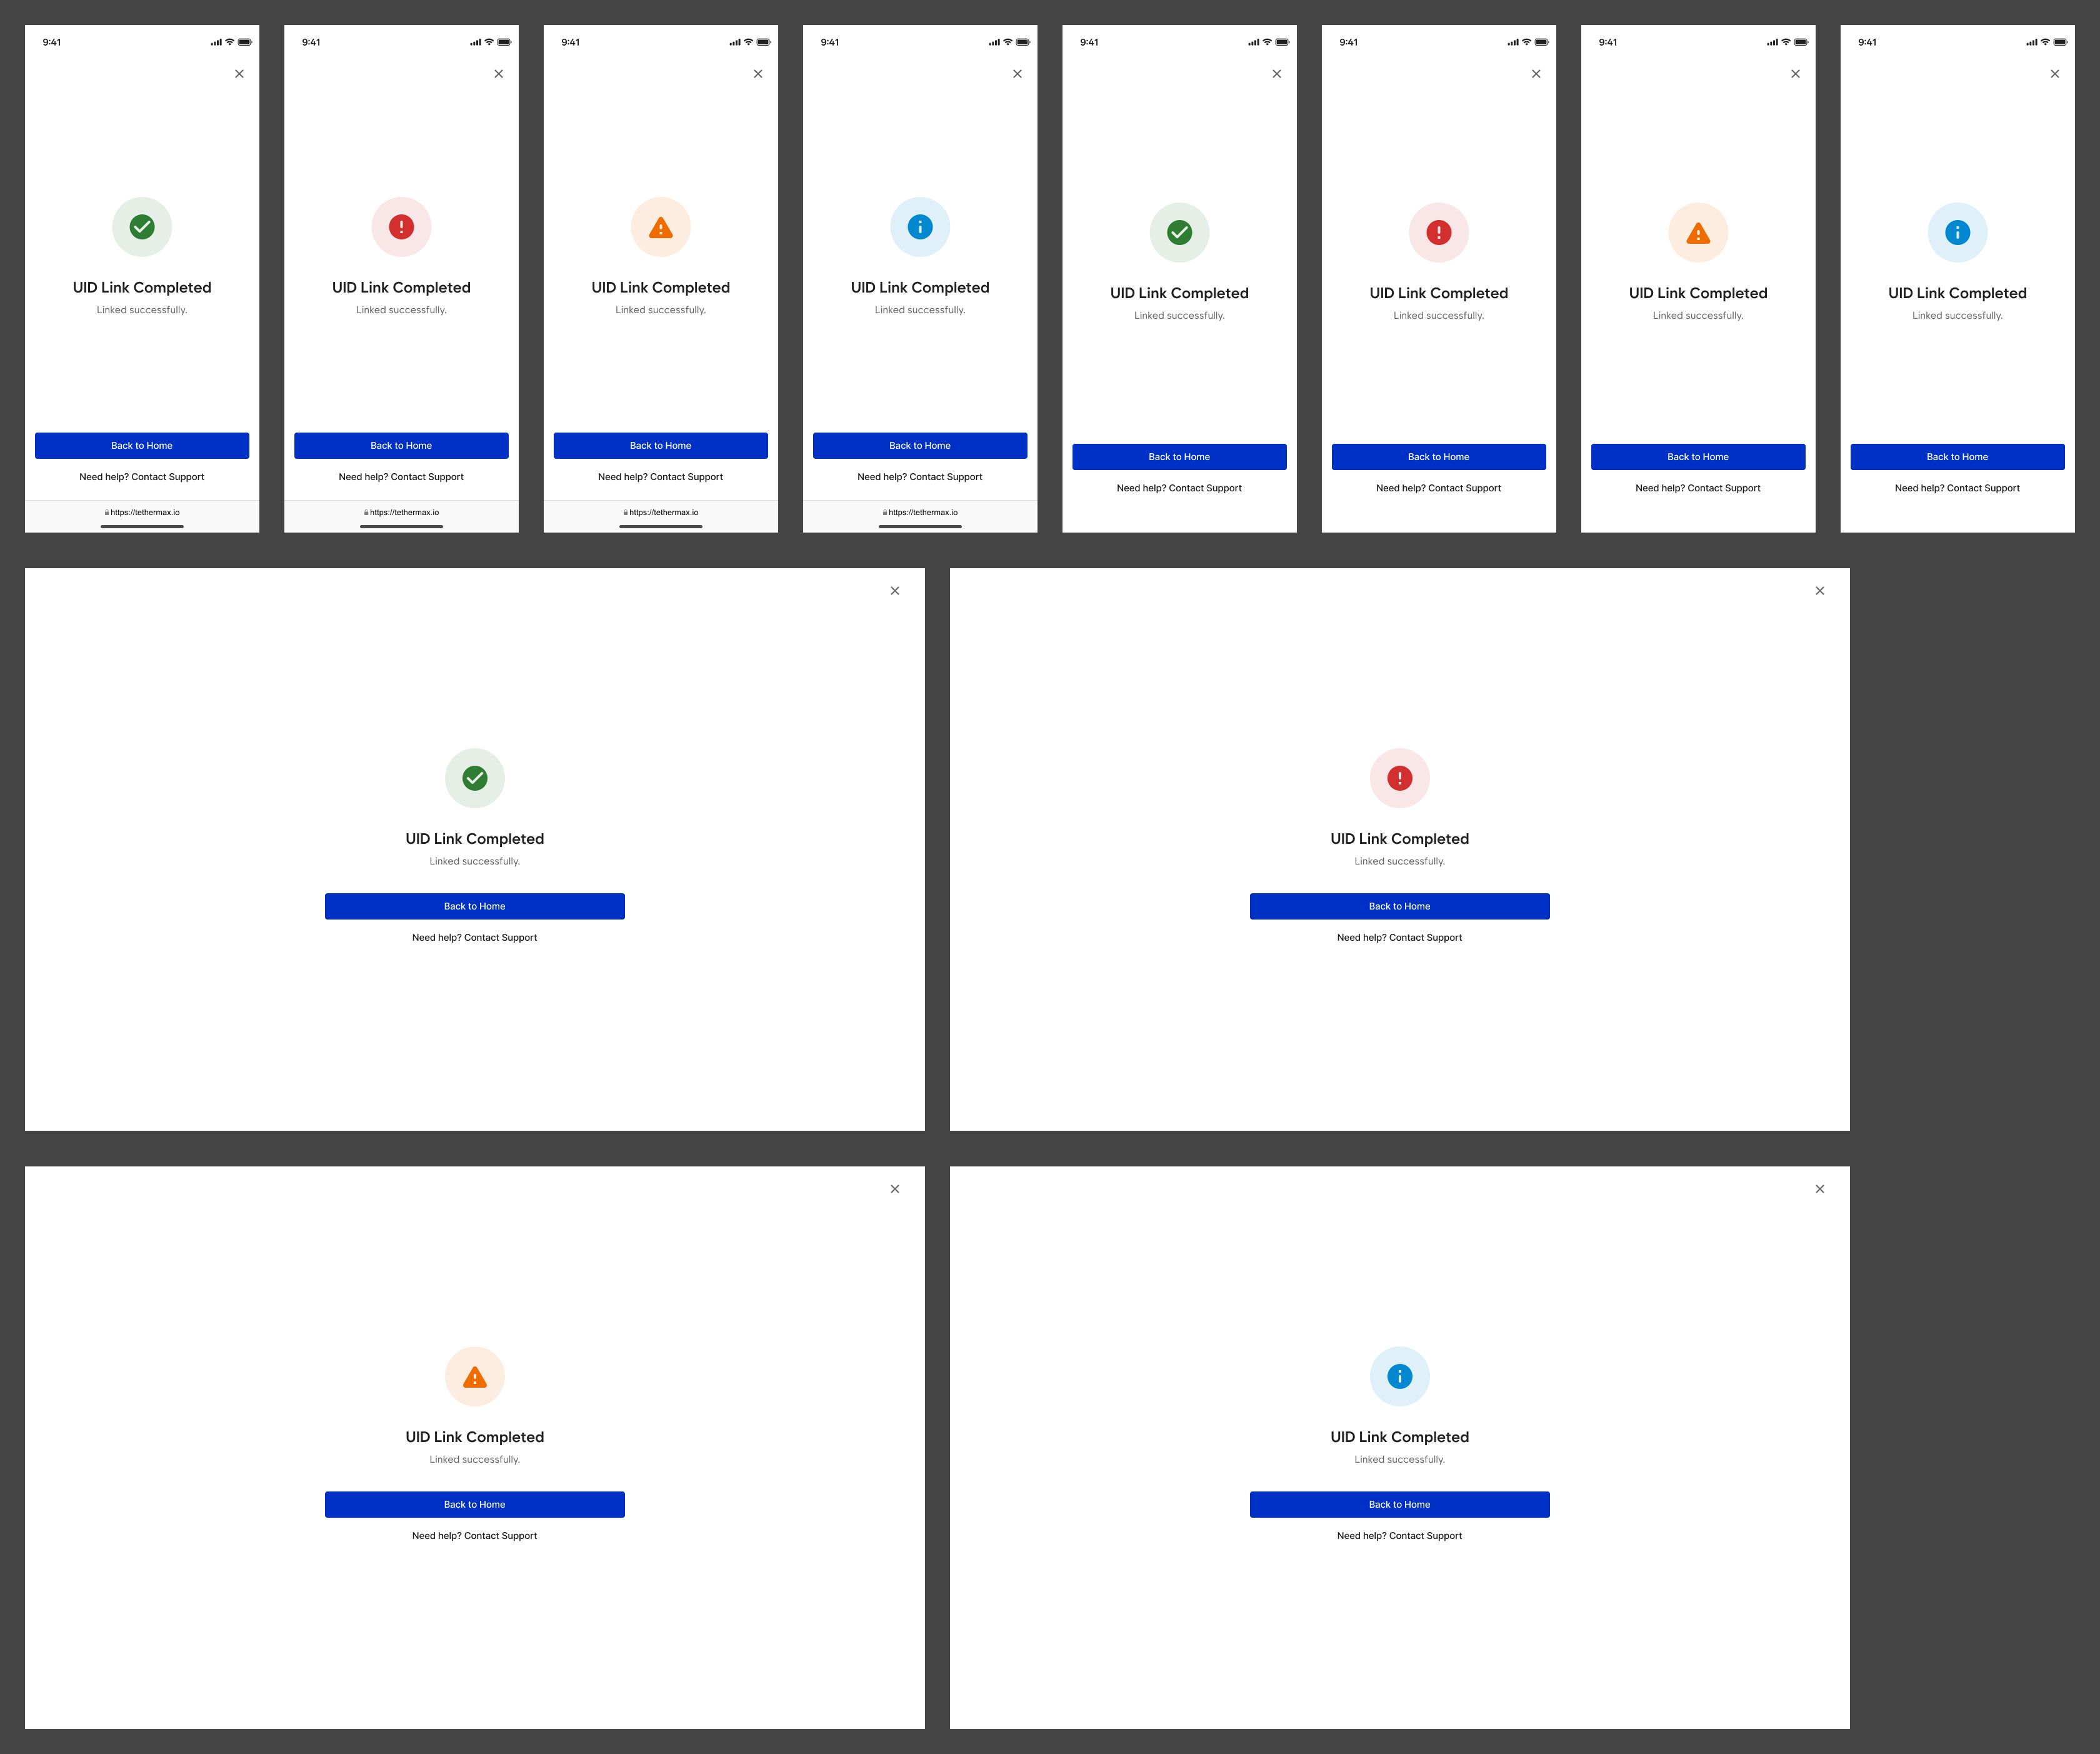 9:41
UID Link Completed
Linked successfully.
Back to Home
Need help? Contact Support
https://tethermax.io
9:41
UID Link Completed
Linked successfully.
Back to Home
Need help? Contact Support
https://tethermax.io
9:41
UID Link Completed
Linked successfully.
Back to Home
Need help? Contact Support
https://tethermax.io
9:41
UID Link Completed
Linked successfully.
Back to Home
Need help? Contact Support
https://tethermax.io
9:41
UID Link Completed
Linked successfully.
Back to Home
Need help? Contact Support
9:41
UID Link Completed
Linked successfully.
Back to Home
Need help? Contact Support
9:41
UID Link Completed
Linked successfully.
Back to Home
Need help? Contact Support
9:41
UID Link Completed
Linked successfully.
Back to Home
Need help? Contact Support
UID Link Completed
Linked successfully.
Back to Home
Need help? Contact Support
UID Link Completed
Linked successfully.
Back to Home
Need help? Contact Support
UID Link Completed
Linked successfully.
Back to Home
Need help? Contact Support
UID Link Completed
Linked successfully.
Back to Home
Need help? Contact Support